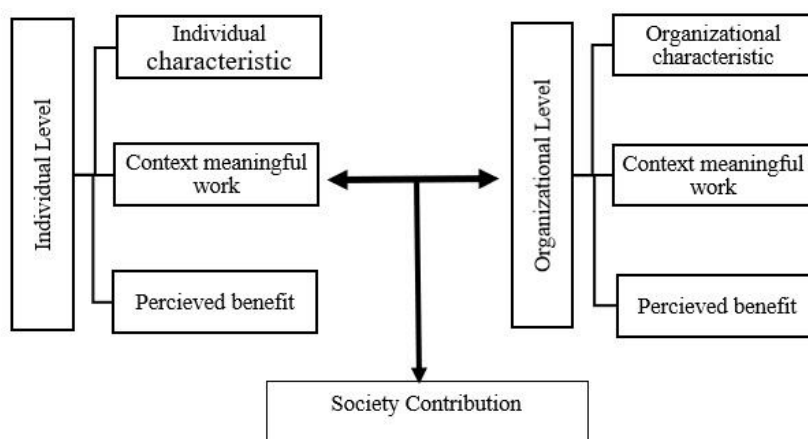 Individual Level
Individual
characteristic
Context meaningful
work
Percieved benefit
Organizational Level
Organizational
characteristic
Context meaningful
work
Percieved benefit
Society Contribution